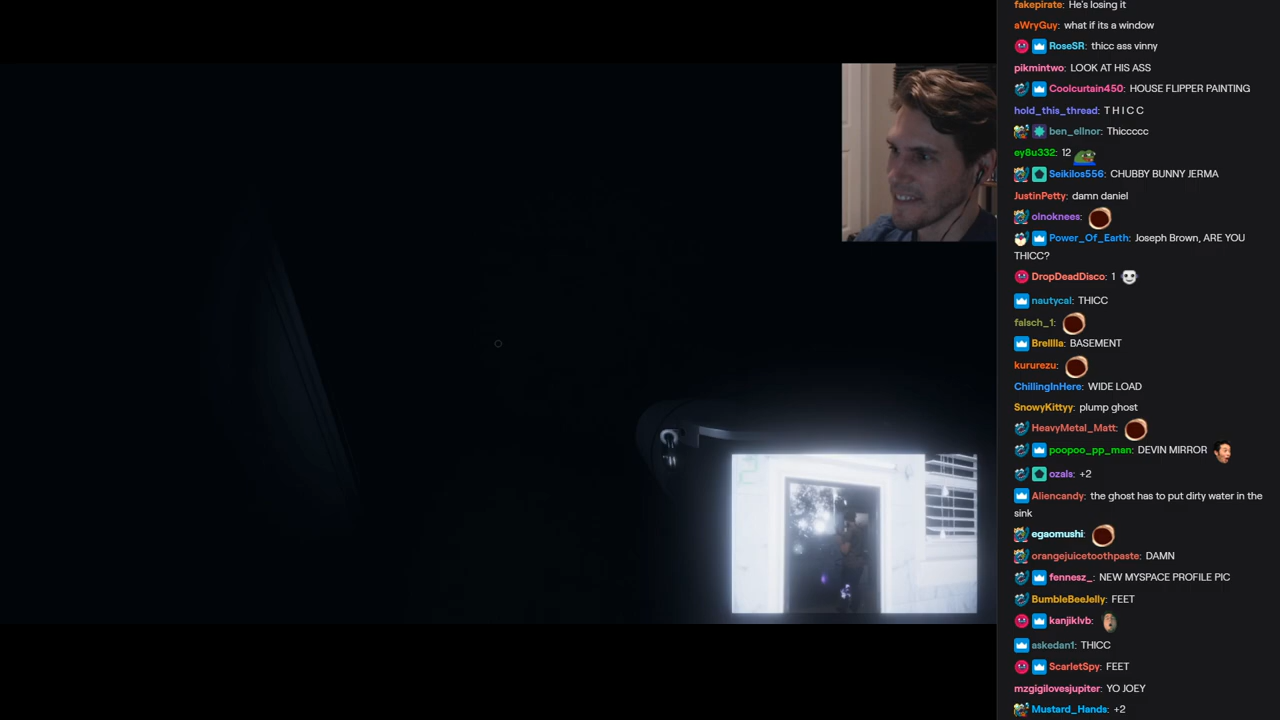 fakepirate: He's losing it
aWryGuy: what if its a window
RoseSR: thicc ass vinny
pikmintwo: LOOK AT HIS ASS
Coolcurtain450: HOUSE FLIPPER PAINTING
hold_this_thread: T H I C C
ben_ellnor: Thiccccc
ey8u332: 12
Seikilos556: CHUBBY BUNNY JERMA
JustinPetty: damn daniel
olnoknees:
Power_Of_Earth: Joseph Brown, ARE YOU
THICC?
DropDeadDisco: 1
nautycal: THICC
falsch_1:
Brelllla: BASEMENT
kururezu:
ChillingInHere: WIDE LOAD
SnowyKittyy: plump ghost
HeavyMetal_Matt:
poopoo_pp_man: DEVIN MIRROR
ozals: +2
Aliencandy: the ghost has to put dirty water in the
sink
egaomushi:
orangejuicetoothpaste: DAMN
fennesz_: NEW MYSPACE PROFILE PIC
BumbleBeeJelly: FEET
kanjiklvb:
askedan1: THICC
ScarletSpy: FEET
mzgigilovesjupiter: YO JOEY
Mustard_Hands: +2